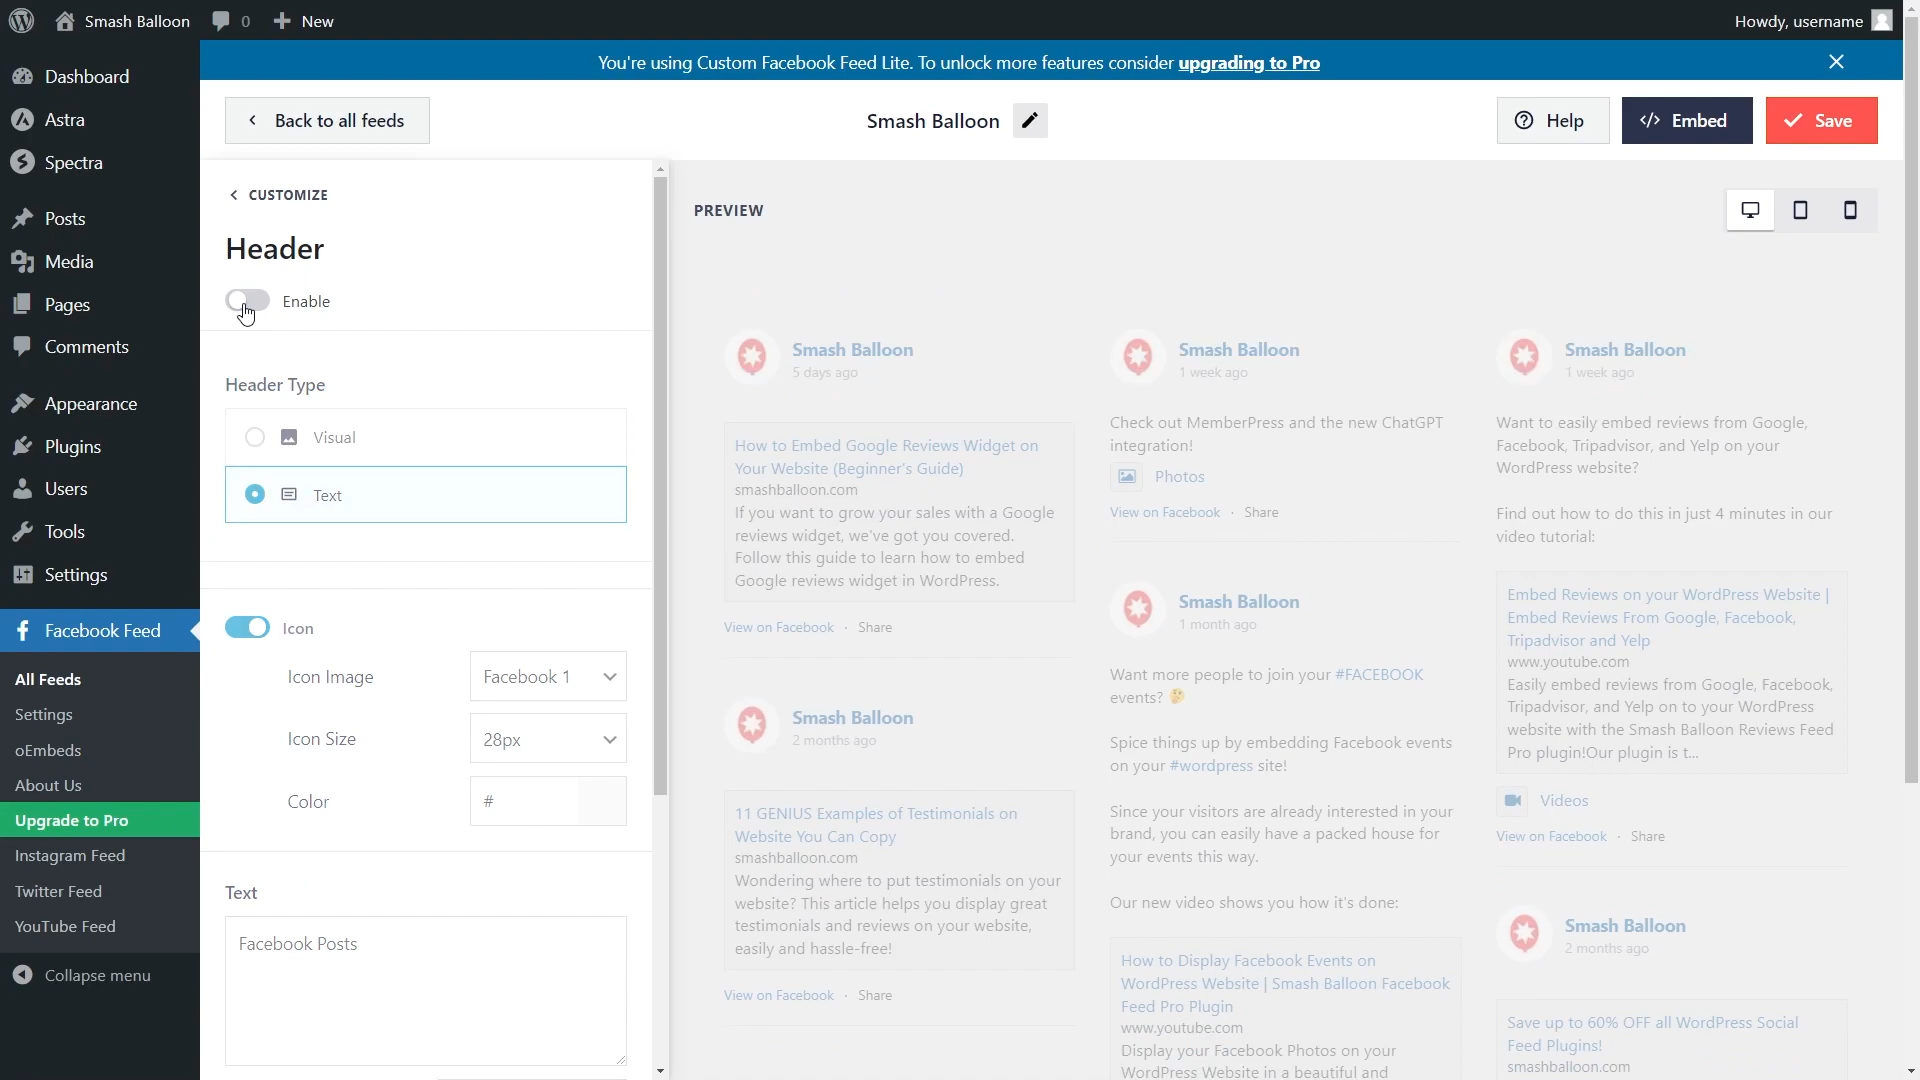 Smash Balloon
0
New
Howdy, username
You're using Custom Facebook Feed Lite. To unlock more features consider upgrading to Pro
Dashboard
Astra
Spectra
Posts
Media
Pages
Comments
Appearance
Plugins
Users
Tools
Settings
Facebook Feed
All Feeds
Settings
oEmbeds
About Us
Upgrade to Pro
Instagram Feed
Twitter Feed
YouTube Feed
Collapse menu
Back to all feeds
Smash Balloon
Help
Embed
Save
CUSTOMIZE
Header
Enable
Header Type
Visual
Text
Icon
Icon Image
Facebook 1
Icon Size
28px
Color
#
Text
Facebook Posts
PREVIEW
Smash Balloon
5 days ago
How to Embed Google Reviews Widget on
Your Website (Beginner's Guide)
smashballoon.com
If you want to grow your sales with a Google
reviews widget, we've got you covered.
Follow this guide to learn how to embed
Google reviews widget in WordPress.
View on Facebook · Share
Smash Balloon
2 months ago
11 GENIUS Examples of Testimonials on
Website You Can Copy
smashballoon.com
Wondering where to put testimonials on your
website? This article helps you display great
testimonials and reviews on your website,
easily and hassle-free!
View on Facebook · Share
Smash Balloon
1 week ago
Check out MemberPress and the new ChatGPT
integration!
Photos
View on Facebook · Share
Smash Balloon
1 month ago
Want more people to join your #FACEBOOK
events? 🤔
Spice things up by embedding Facebook events
on your #wordpress site!
Since your visitors are already interested in your
brand, you can easily have a packed house for
your events this way.
Our new video shows you how it's done:
How to Display Facebook Events on
WordPress Website | Smash Balloon Facebook
Feed Pro Plugin
www.youtube.com
Display your Facebook Photos on your
WordPress Website in a beautiful and
Smash Balloon
1 week ago
Want to easily embed reviews from Google,
Facebook, Tripadvisor, and Yelp on your
WordPress website?
Find out how to do this in just 4 minutes in our
video tutorial:
Embed Reviews on your WordPress Website |
Embed Reviews From Google, Facebook,
Tripadvisor and Yelp
www.youtube.com
Easily embed reviews from Google, Facebook,
Tripadvisor, and Yelp on to your WordPress
website with the Smash Balloon Reviews Feed
Pro plugin!Our plugin is t...
Videos
View on Facebook · Share
Smash Balloon
2 months ago
Save up to 60% OFF all WordPress Social
Feed Plugins!
smashballoon.com